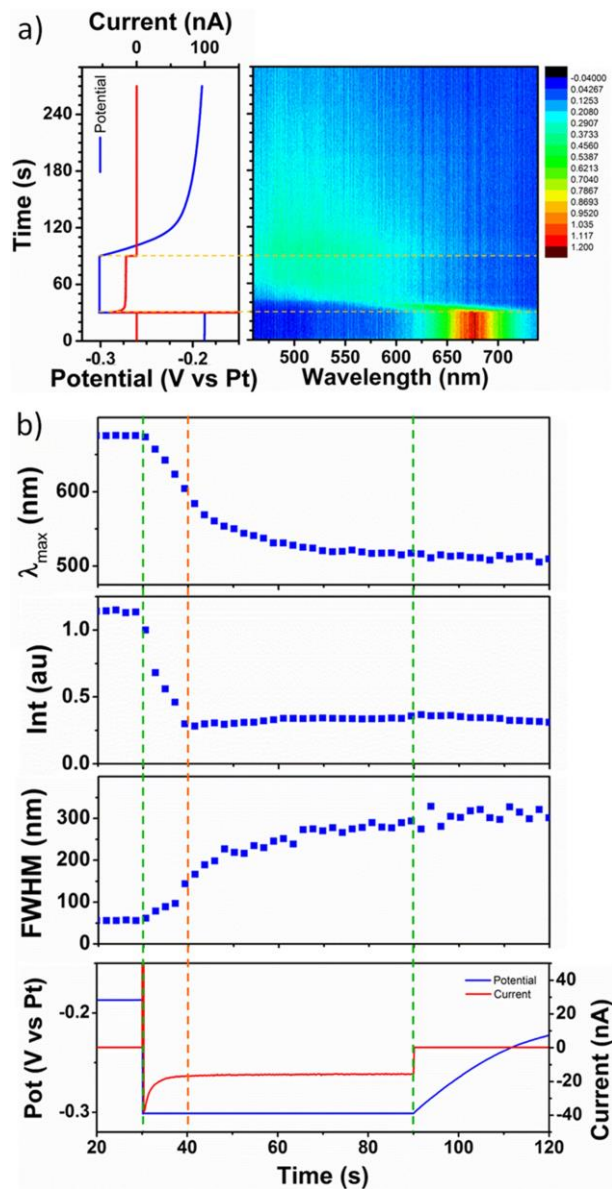 a)
Current (nA)
0 100
Potential
Time (s)
240
180
120
60
0
-0.3 -0.2
Potential (V vs Pt)
500 550 600 650 700
Wavelength (nm)
-0.04000
0.04267
0.1253
0.2080
0.2907
0.3733
0.4560
0.5387
0.6213
0.7040
0.7867
0.8693
0.9520
1.035
1.117
1.200
b)
λmax (nm)
600
500
Int (au)
1.0
0.5
0.0
FWHM (nm)
300
200
100
0
Pot (V vs Pt)
-0.2
-0.3
Potential
Current
40
20
0
-20
-40
Current (nA)
20 40 60 80 100 120
Time (s)